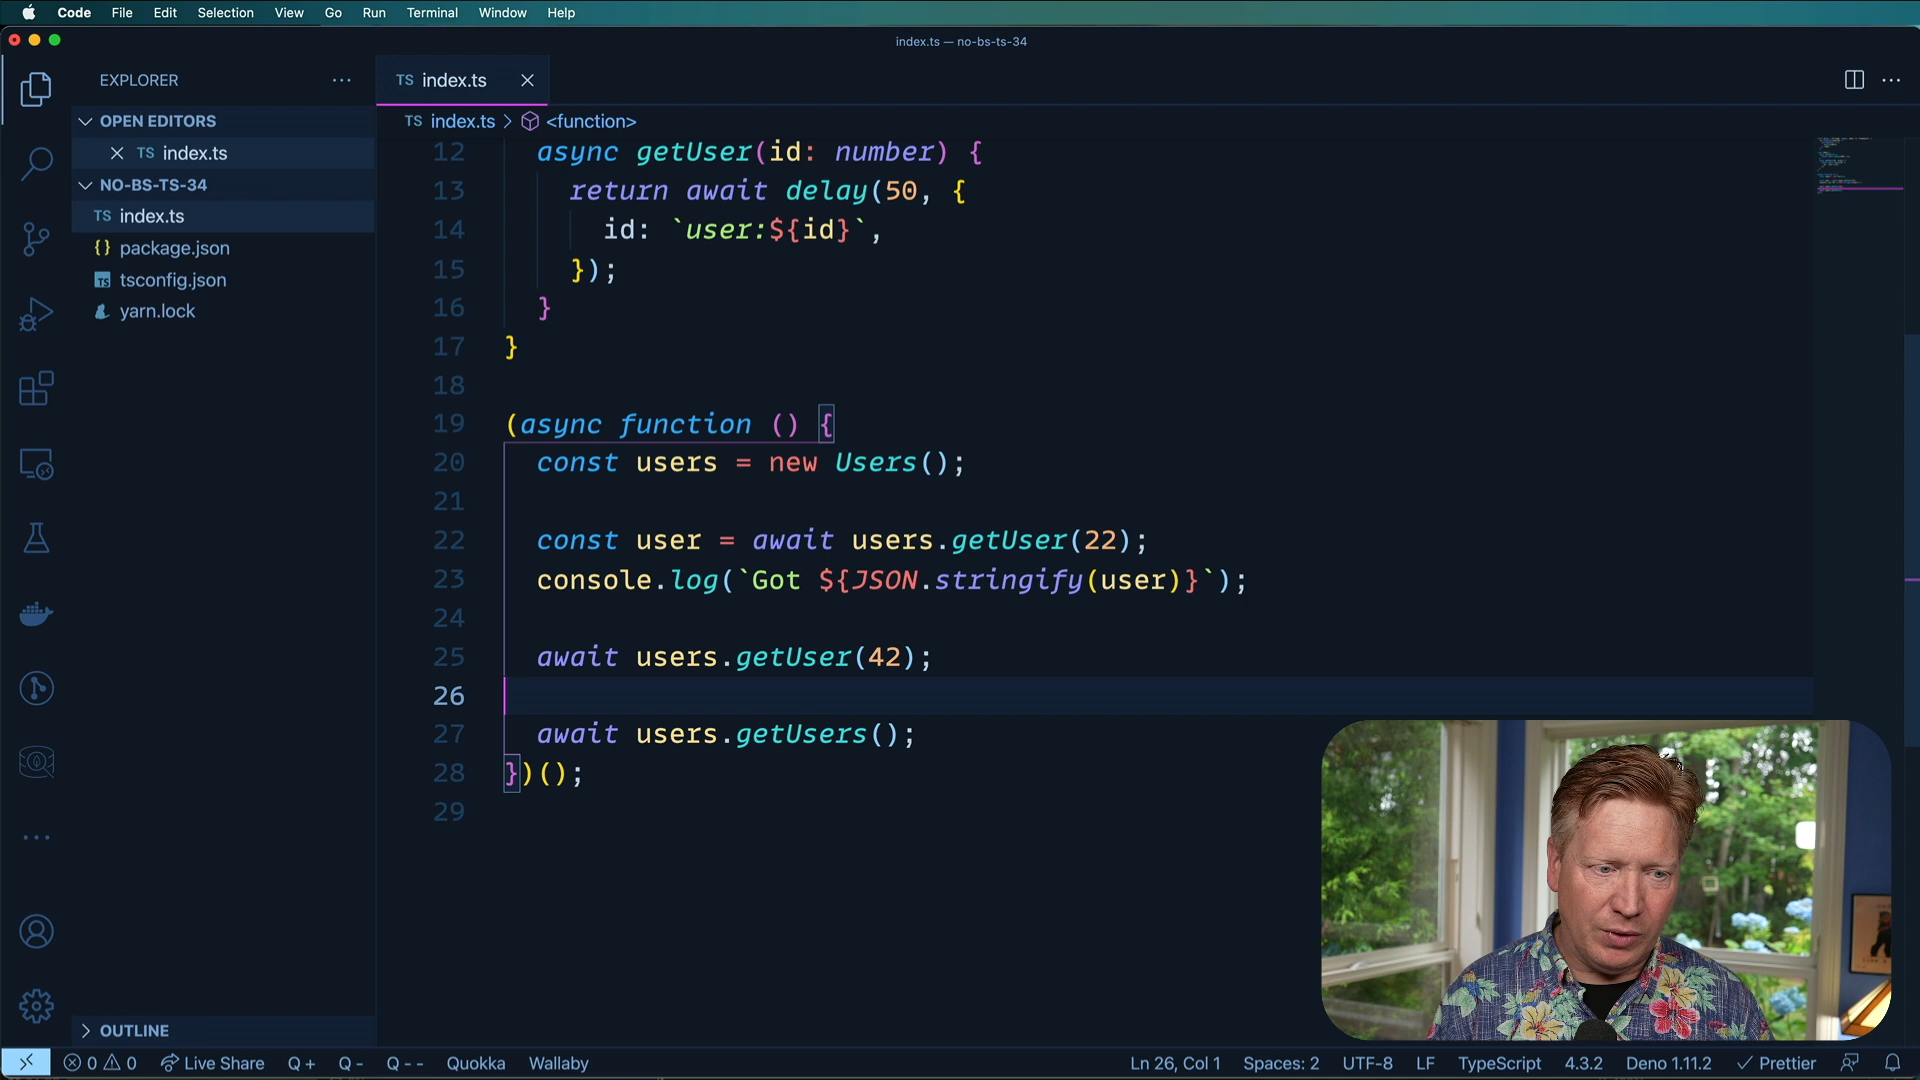 Code File Edit Selection View Go Run Terminal Window Help
index.ts — no-bs-ts-34
EXPLORER
TS index.ts
OPEN EDITORS
TS index.ts > <function>
TS index.ts
NO-BS-TS-34
TS index.ts
{} package.json
TS tsconfig.json
yarn.lock
12 async getUser(id: number) {
13 return await delay(50, {
14 id: `user:${id}`,
15 });
16 }
17 }
18
19 (async function () {
20 const users = new Users();
21
22 const user = await users.getUser(22);
23 console.log(`Got ${JSON.stringify(user)}`);
24
25 await users.getUser(42);
26
27 await users.getUsers();
28 })();
29
OUTLINE
0 0 Live Share Q + Q - Q - - Quokka Wallaby Ln 26, Col 1 Spaces: 2 UTF-8 LF TypeScript 4.3.2 Deno 1.11.2 Prettier